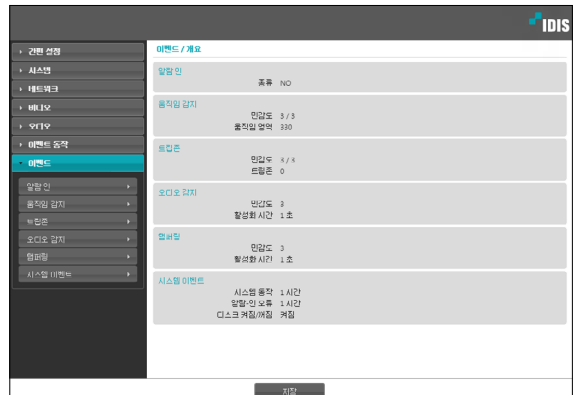 IDIS
간편 설정
시스템
네트워크
비디오
오디오
이벤트 동작
이벤트
알람 인
움직임 감지
트립존
오디오 감지
탬퍼링
시스템 이벤트
이벤트 / 개요
알람 인
종류 NO
움직임 감지
민감도 3 / 3
움직임 영역 330
트립존
민감도
트립존 0
오디오 감지
민감도 3
활성화 시간 1 초
탬퍼링
민감도 3
활성화 시간 1 초
시스템 이벤트
시스템 동작 1 시간
알람-인 오류 1 시간
디스크 켜짐/꺼짐 켜짐
저장